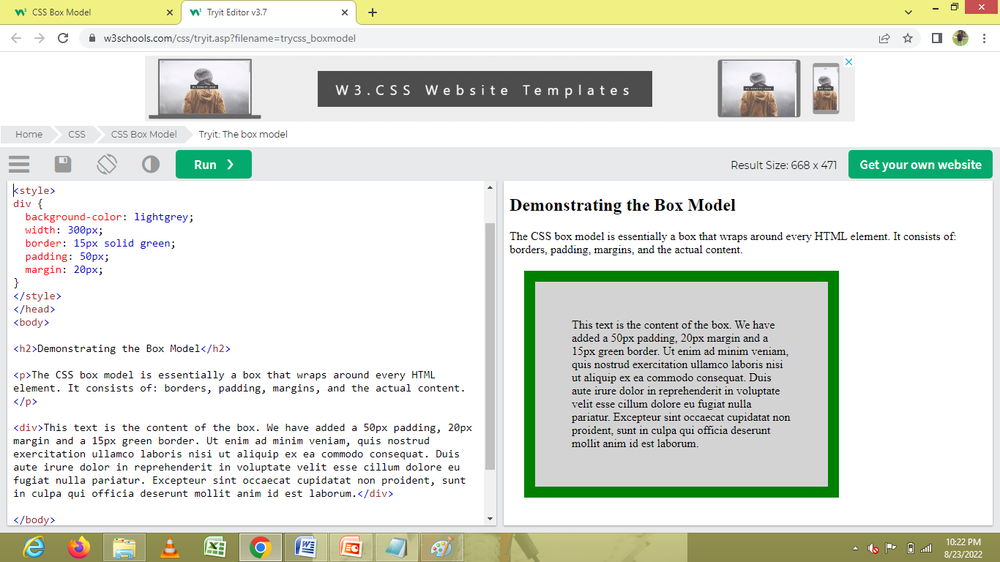 CSS Box Model
Tryit Editor v3.7
w3schools.com/css/tryit.asp?filename=trycss_boxmodel
W3.CSS Website Templates
Home
CSS
CSS Box Model
Tryit: The box model
Run ❯
Result Size: 668 x 471
Get your own website
<style>
div {
  background-color: lightgrey;
  width: 300px;
  border: 15px solid green;
  padding: 50px;
  margin: 20px;
}
</style>
</head>
<body>

<h2>Demonstrating the Box Model</h2>

<p>The CSS box model is essentially a box that wraps around every HTML
element. It consists of: borders, padding, margins, and the actual content.
</p>

<div>This text is the content of the box. We have added a 50px padding, 20px
margin and a 15px green border. Ut enim ad minim veniam, quis nostrud
exercitation ullamco laboris nisi ut aliquip ex ea commodo consequat. Duis
aute irure dolor in reprehenderit in voluptate velit esse cillum dolore eu
fugiat nulla pariatur. Excepteur sint occaecat cupidatat non proident, sunt
in culpa qui officia deserunt mollit anim id est laborum.</div>

</body>
Demonstrating the Box Model
The CSS box model is essentially a box that wraps around every HTML element. It consists of:
borders, padding, margins, and the actual content.
This text is the content of the box. We have
added a 50px padding, 20px margin and a
15px green border. Ut enim ad minim veniam,
quis nostrud exercitation ullamco laboris nisi
ut aliquip ex ea commodo consequat. Duis
aute irure dolor in reprehenderit in voluptate
velit esse cillum dolore eu fugiat nulla
pariatur. Excepteur sint occaecat cupidatat non
proident, sunt in culpa qui officia deserunt
mollit anim id est laborum.
10:22 PM
8/23/2022